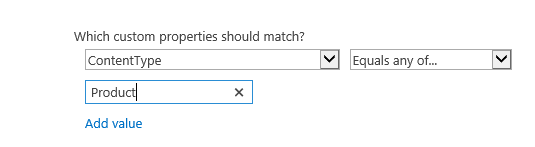 Which custom properties should match?
ContentType Equals any of...
Product
Add value